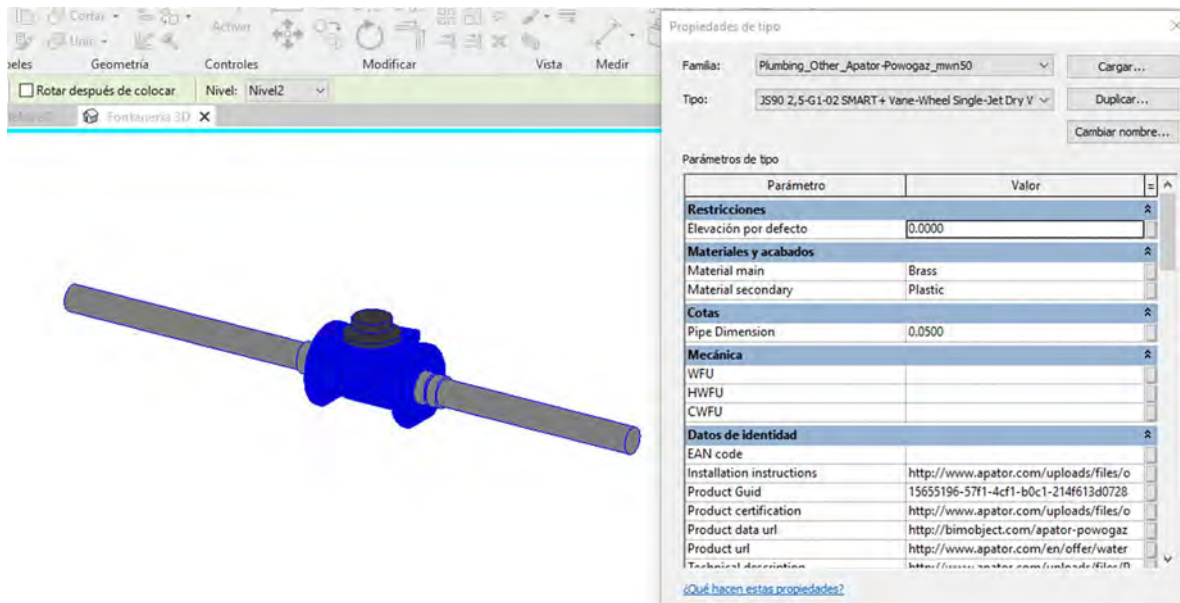 Cortar
Unir
Activar
Geometría Controles Modificar Vista Medir
Rotar después de colocar Nivel: Nivel2
Fontanería 3D X
Propiedades de tipo
Familia: Plumbing_Other_Apator-Powogaz_mwn50 Cargar...
Tipo: JS90 2,5-G1-02 SMART+ Vane-Wheel Single-Jet Dry V Duplicar...
Cambiar nombre...
Parámetros de tipo
Parámetro Valor =
Restricciones
Elevación por defecto 0.0000
Materiales y acabados
Material main Brass
Material secondary Plastic
Cotas
Pipe Dimension 0.0500
Mecánica
WFU
HWFU
CWFU
Datos de identidad
EAN code
Installation instructions http://www.apator.com/uploads/files/o
Product Guid 15655196-57f1-4cf1-b0c1-214f613d0728
Product certification http://www.apator.com/uploads/files/o
Product data url http://bimobject.com/apator-powogaz
Product url http://www.apator.com/en/offer/water
Technical description
¿Qué hacen estas propiedades?